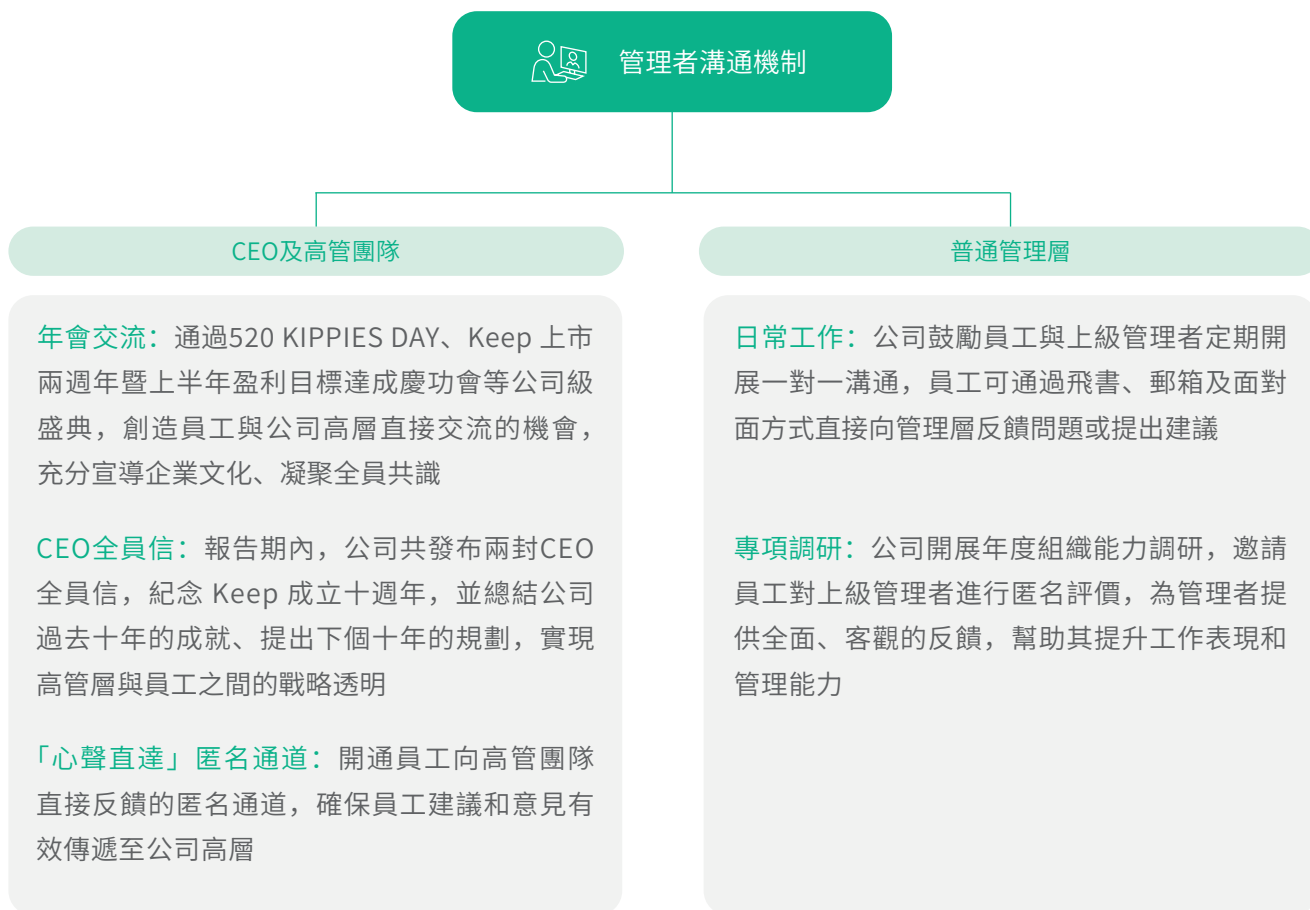 管理者溝通機制
CEO及高管團隊
年會交流：通過520 KIPPIES DAY、Keep 上市
兩週年暨上半年盈利目標達成慶功會等公司級
盛典，創造員工與公司高層直接交流的機會，
充分宣導企業文化、凝聚全員共識
CEO全員信：報告期內，公司共發布兩封CEO
全員信，紀念 Keep 成立十週年，並總結公司
過去十年的成就、提出下個十年的規劃，實現
高管層與員工之間的戰略透明
「心聲直達」匿名通道：開通員工向高管團隊
直接反饋的匿名通道，確保員工建議和意見有
效傳遞至公司高層
普通管理層
日常工作：公司鼓勵員工與上級管理者定期開
展一對一溝通，員工可通過飛書、郵箱及面對
面方式直接向管理層反饋問題或提出建議
專項調研：公司開展年度組織能力調研，邀請
員工對上級管理者進行匿名評價，為管理者提
供全面、客觀的反饋，幫助其提升工作表現和
管理能力